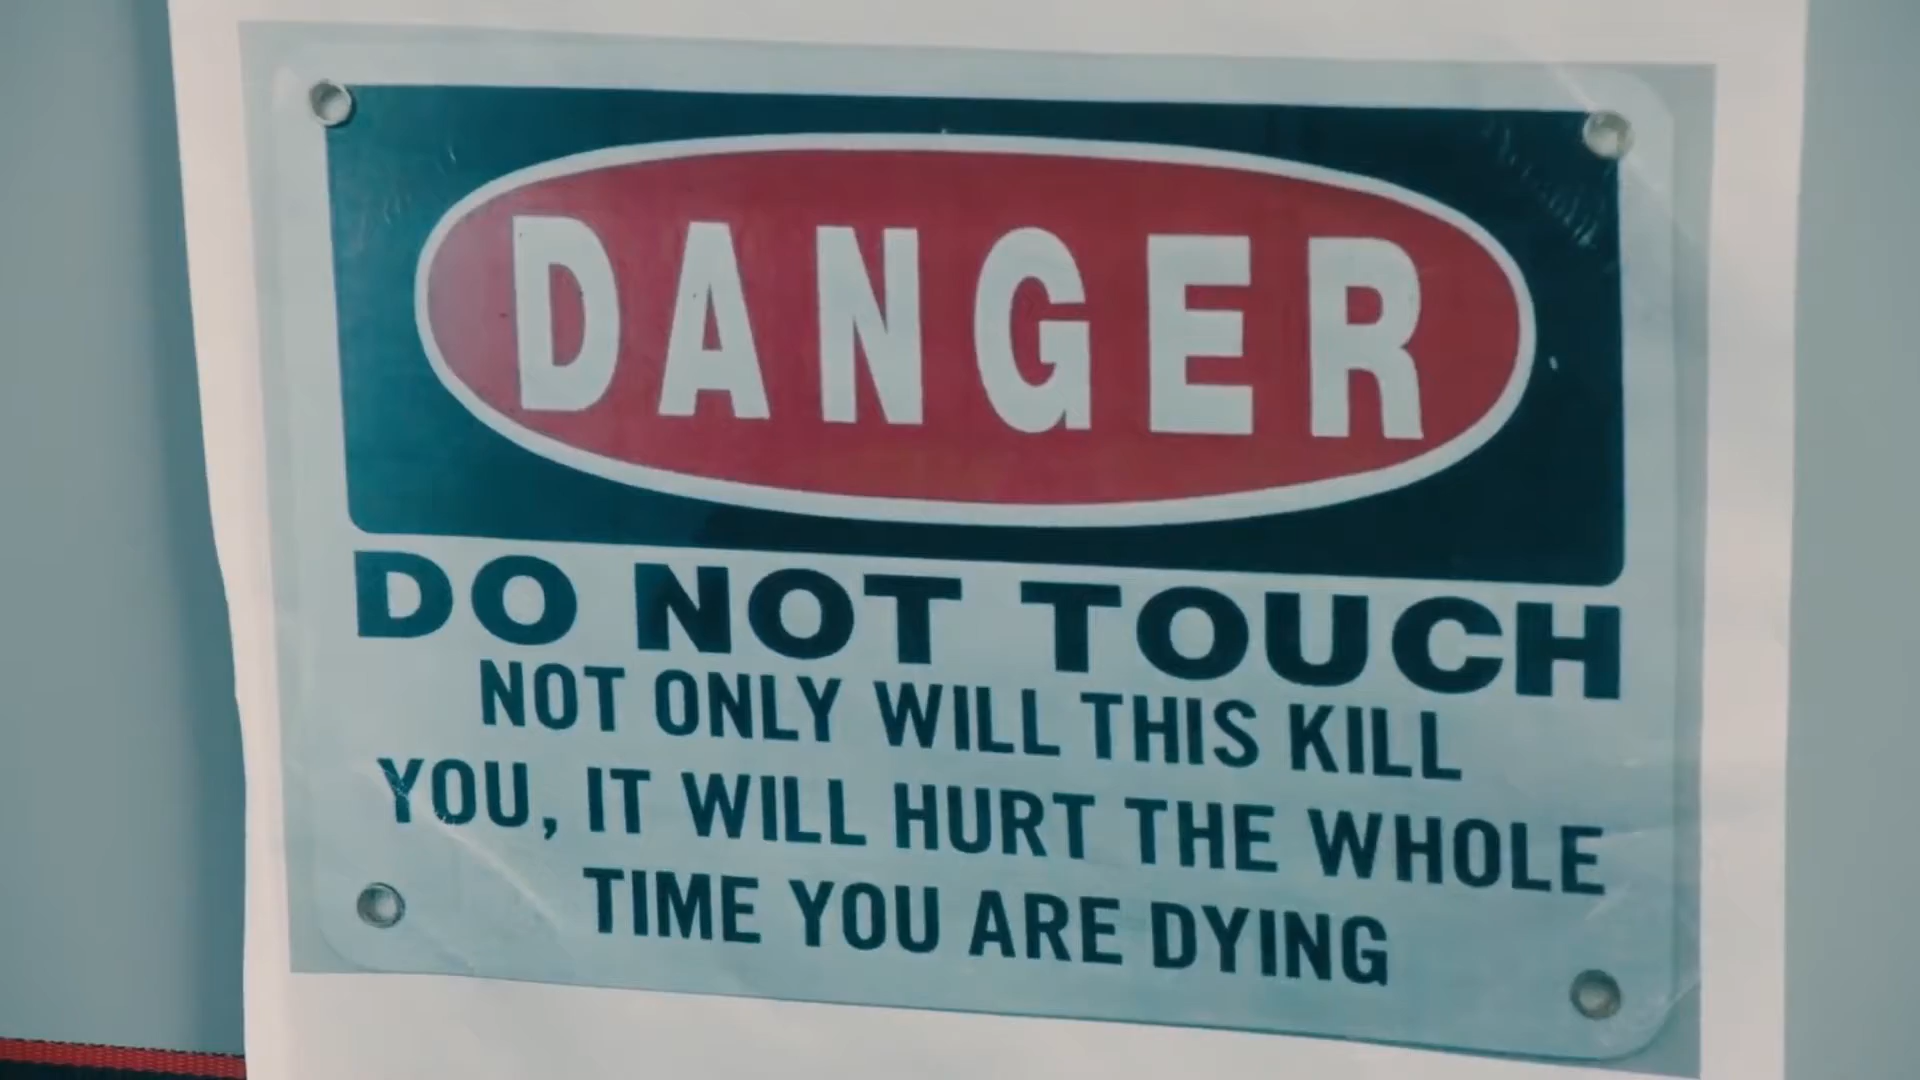 DANGER
DO NOT TOUCH
NOT ONLY WILL THIS KILL
YOU, IT WILL HURT THE WHOLE
TIME YOU ARE DYING